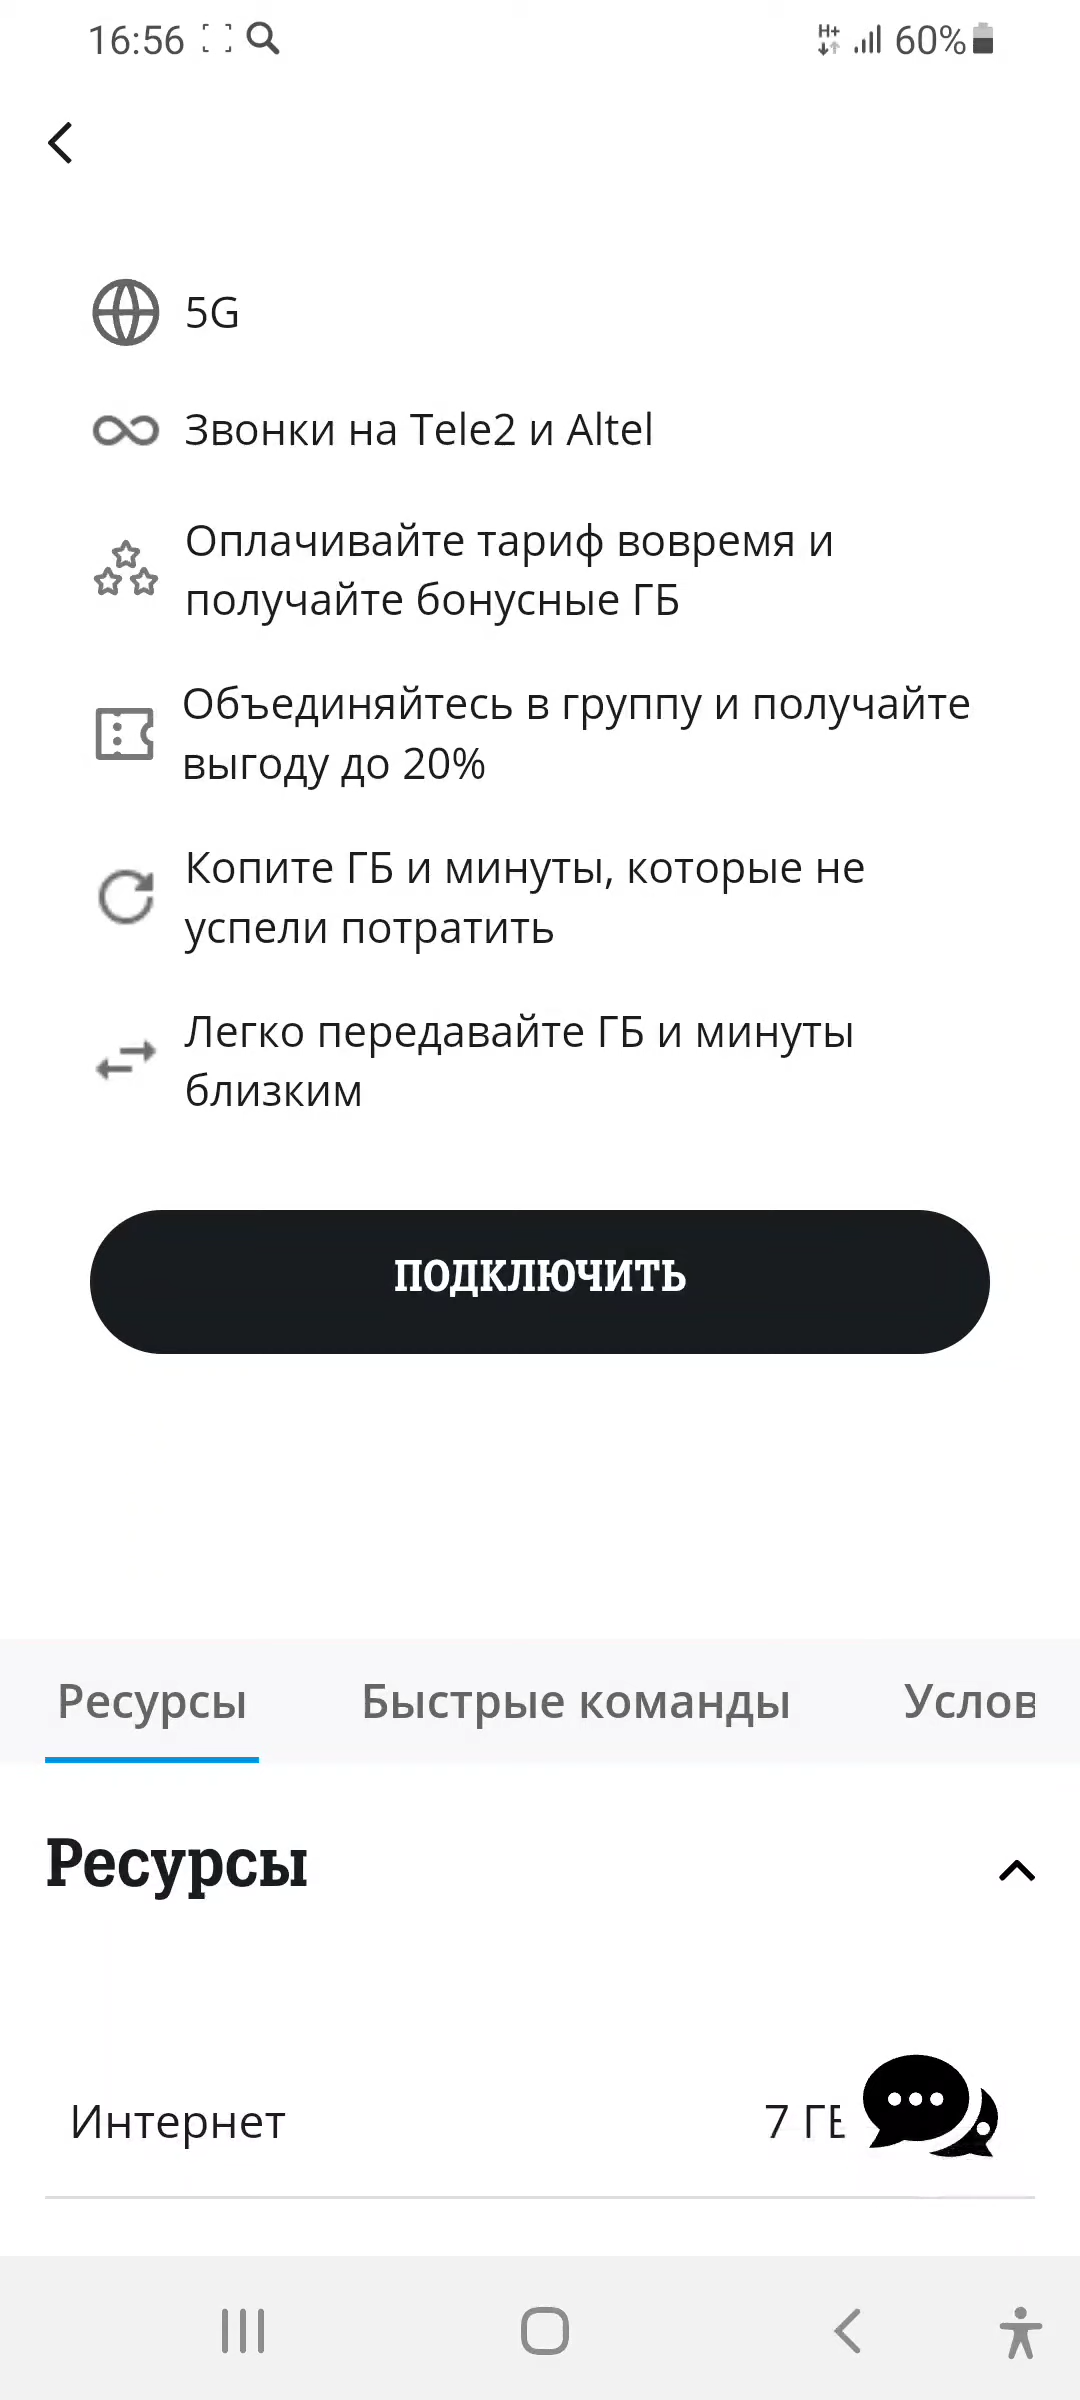 16:56
H+
60%
5G
Звонки на Tele2 и Altel
Оплачивайте тариф вовремя и
получайте бонусные ГБ
Объединяйтесь в группу и получайте
выгоду до 20%
Копите ГБ и минуты, которые не
успели потратить
Легко передавайте ГБ и минуты
близким
ПОДКЛЮЧИТЬ
Ресурсы Быстрые команды Услов
Ресурсы
Интернет 7